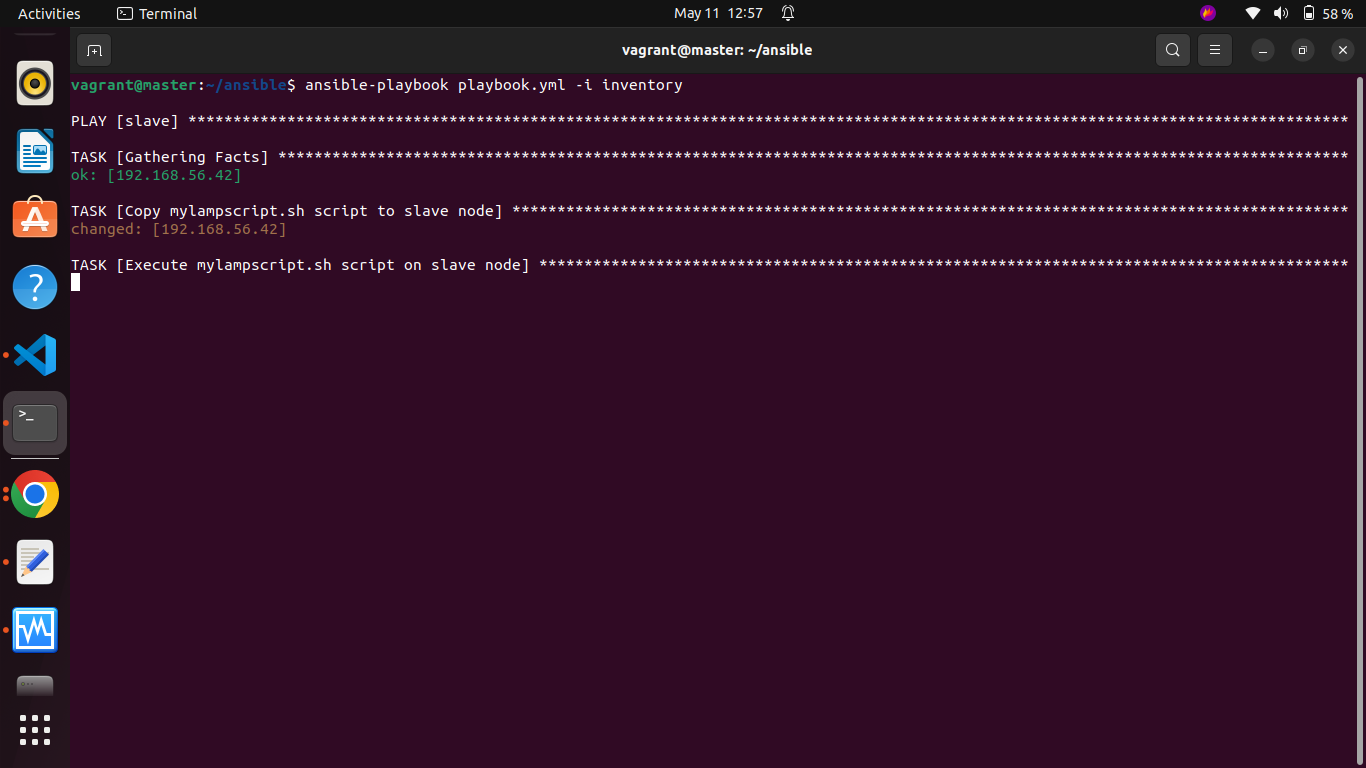 Activities
Terminal
May 11 12:57
58 %
vagrant@master: ~/ansible
vagrant@master:~/ansible$ ansible-playbook playbook.yml -i inventory
PLAY [slave] *********************************************************************************************************************************
TASK [Gathering Facts] ***********************************************************************************************************************
ok: [192.168.56.42]
TASK [Copy mylampscript.sh script to slave node] *********************************************************************************************
changed: [192.168.56.42]
TASK [Execute mylampscript.sh script on slave node] ******************************************************************************************